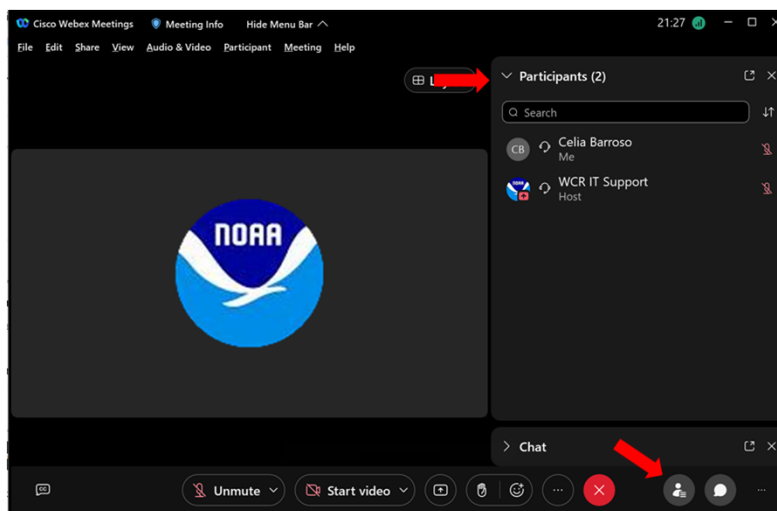 Cisco Webex Meetings Meeting Info Hide Menu Bar 21:27
File Edit Share View Audio & Video Participant Meeting Help
Participants (2)
Search
CB Celia Barroso
Me
WCR IT Support
Host
NOAA
Chat
CC Unmute Start video